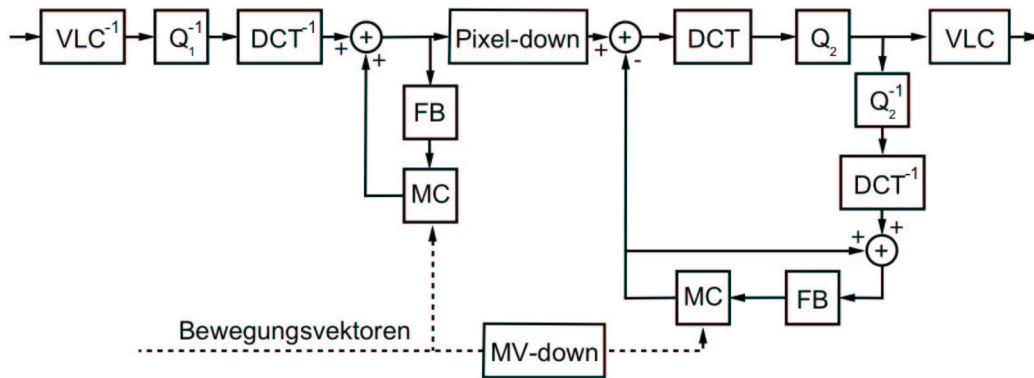 VLC⁻¹
Q₁⁻¹
DCT⁻¹
+
+
+
Pixel-down
+
+
-
DCT
Q₂
VLC
FB
Q₂⁻¹
MC
DCT⁻¹
+
+
+
MC
FB
Bewegungsvektoren
MV-down